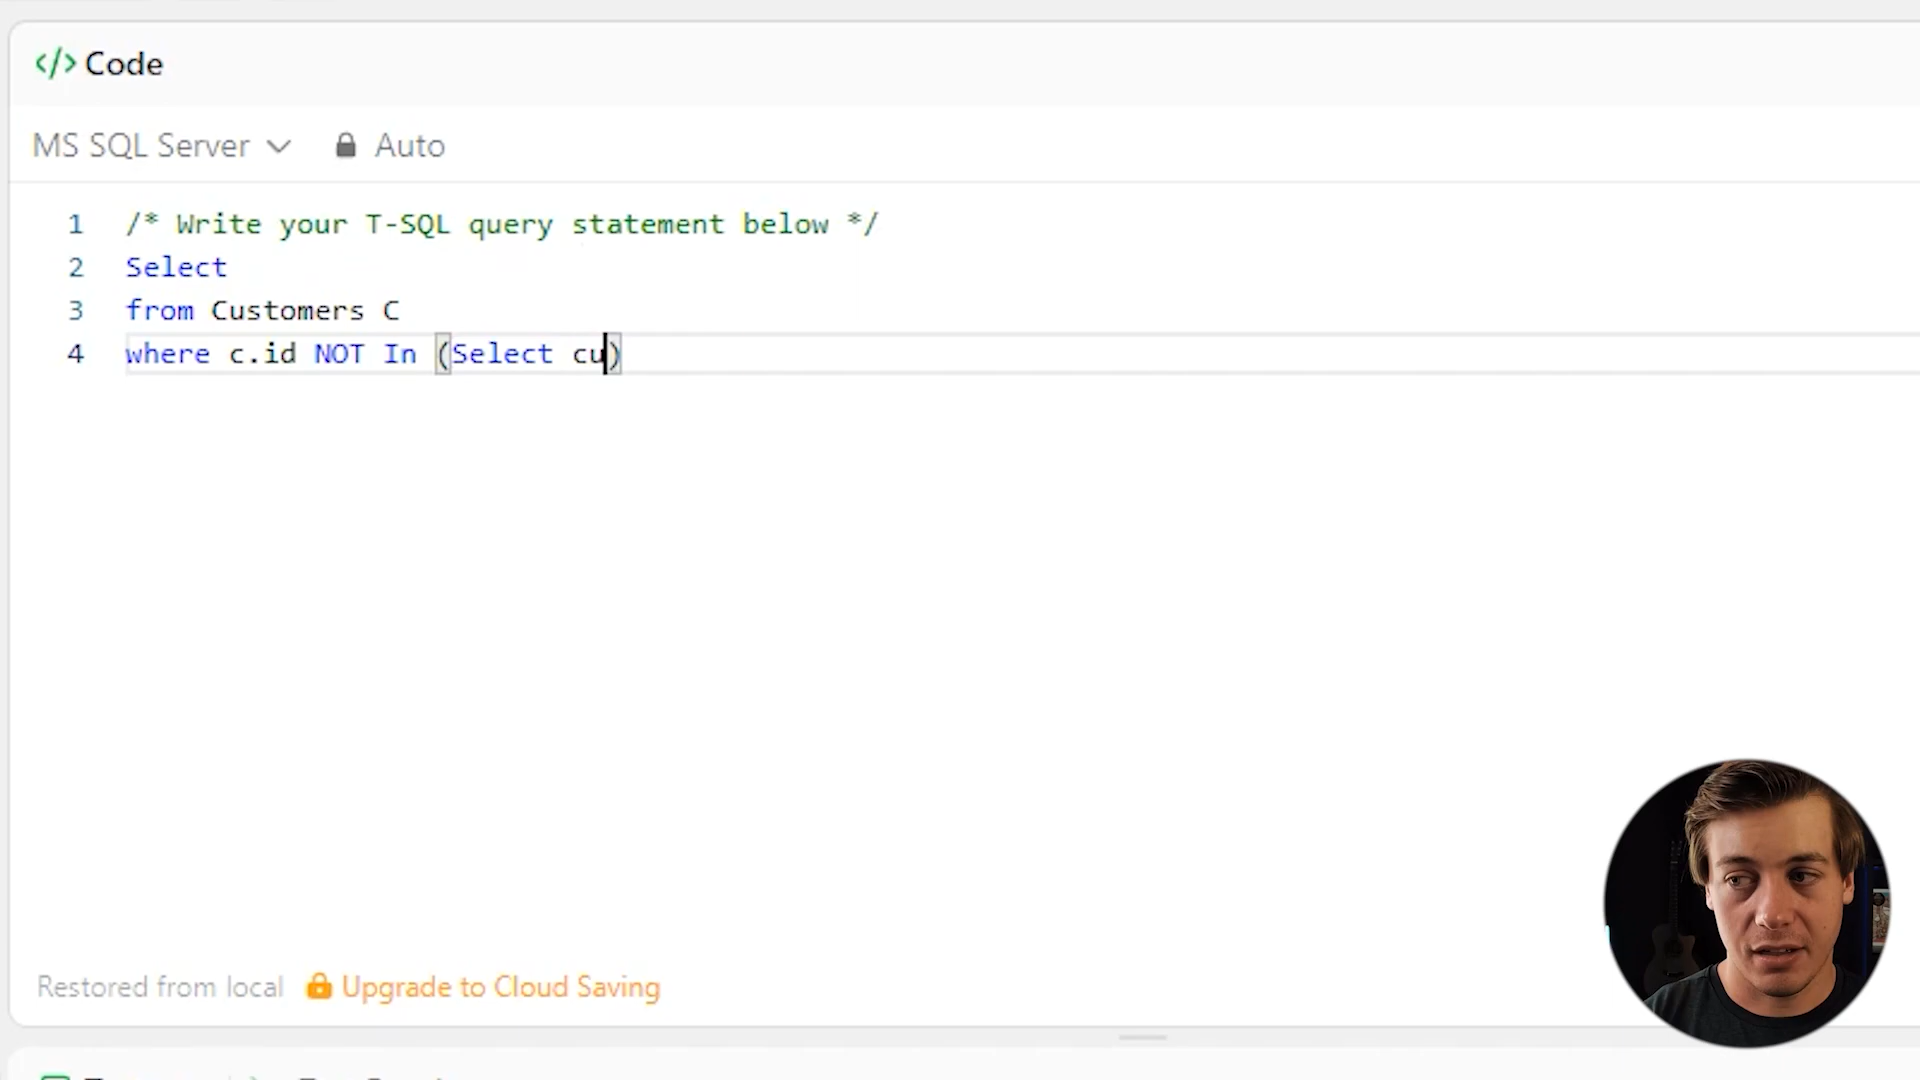 </> Code
MS SQL Server Auto
1 /* Write your T-SQL query statement below */
2 Select
3 from Customers C
4 where c.id NOT In (Select cu)
Restored from local Upgrade to Cloud Saving